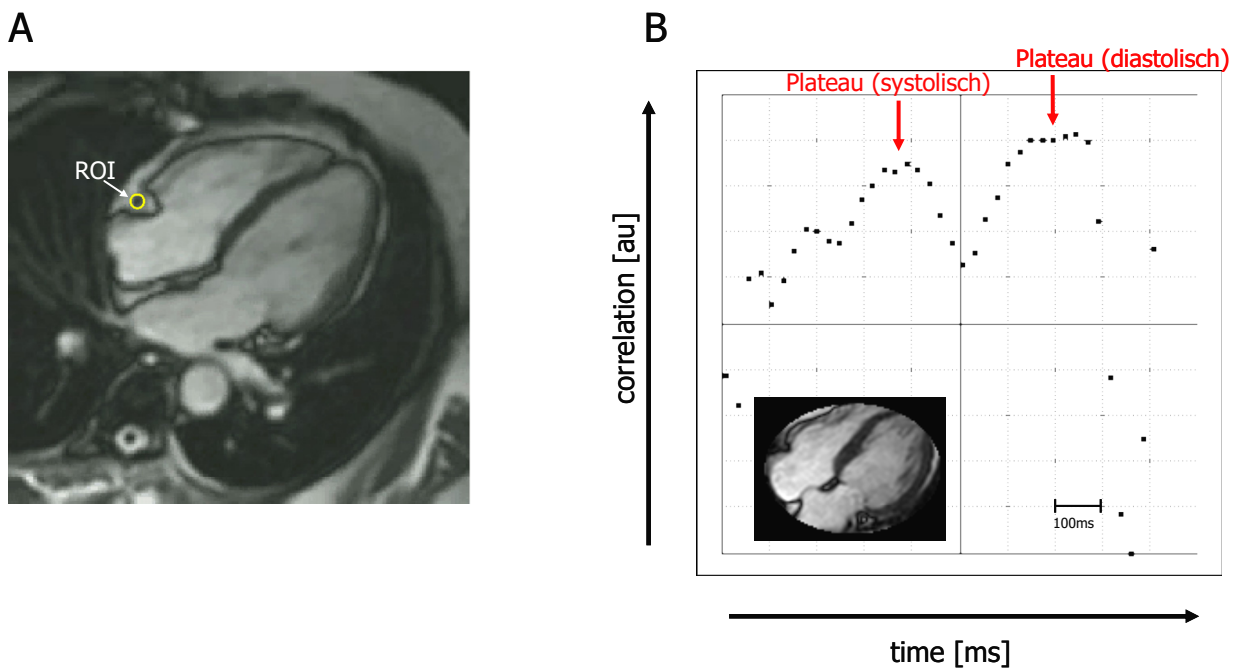 A
B
ROI
Plateau (systolisch)
Plateau (diastolisch)
correlation [au]
100ms
time [ms]